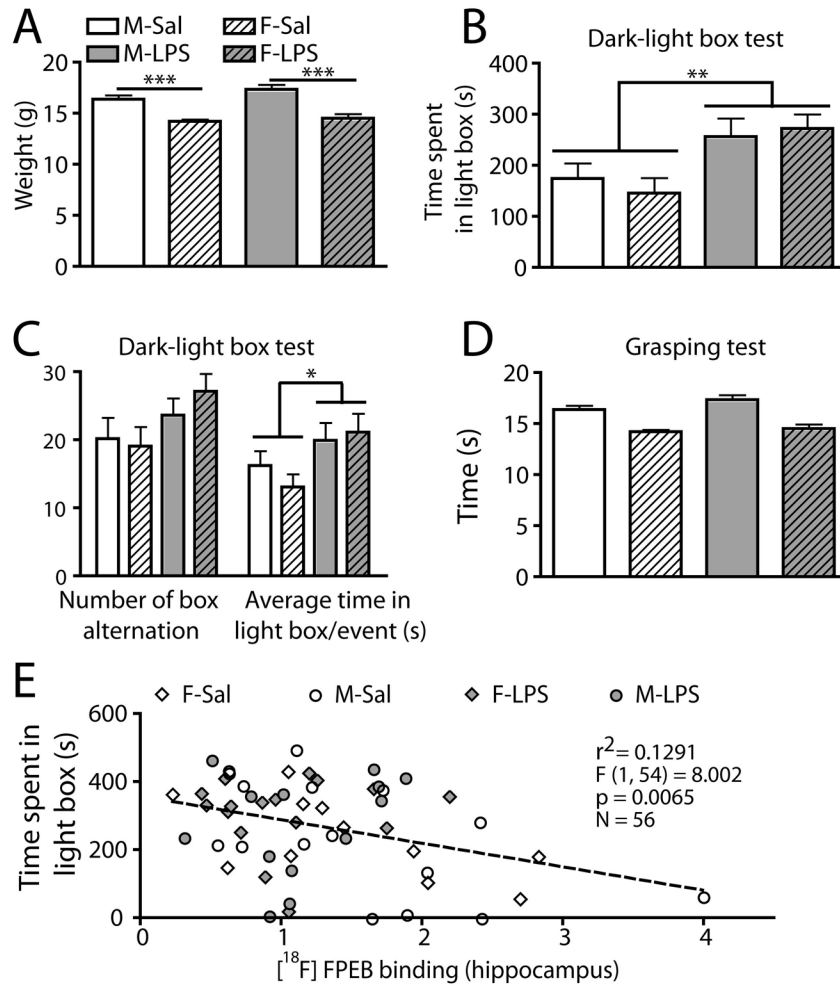 A
M-Sal
F-Sal
M-LPS
F-LPS
Weight (g)
20
15
10
5
0
***
***
B
Dark-light box test
Time spent
in light box (s)
400
300
200
100
0
**
C
Dark-light box test
30
20
10
0
*
Number of box
alternation
Average time in
light box/event (s)
D
Grasping test
Time (s)
20
15
10
5
0
E
F-Sal
M-Sal
F-LPS
M-LPS
Time spent in
light box (s)
600
400
200
0
r² = 0.1291
F (1, 54) = 8.002
p = 0.0065
N = 56
0
1
2
3
4
[¹⁸F] FPEB binding (hippocampus)